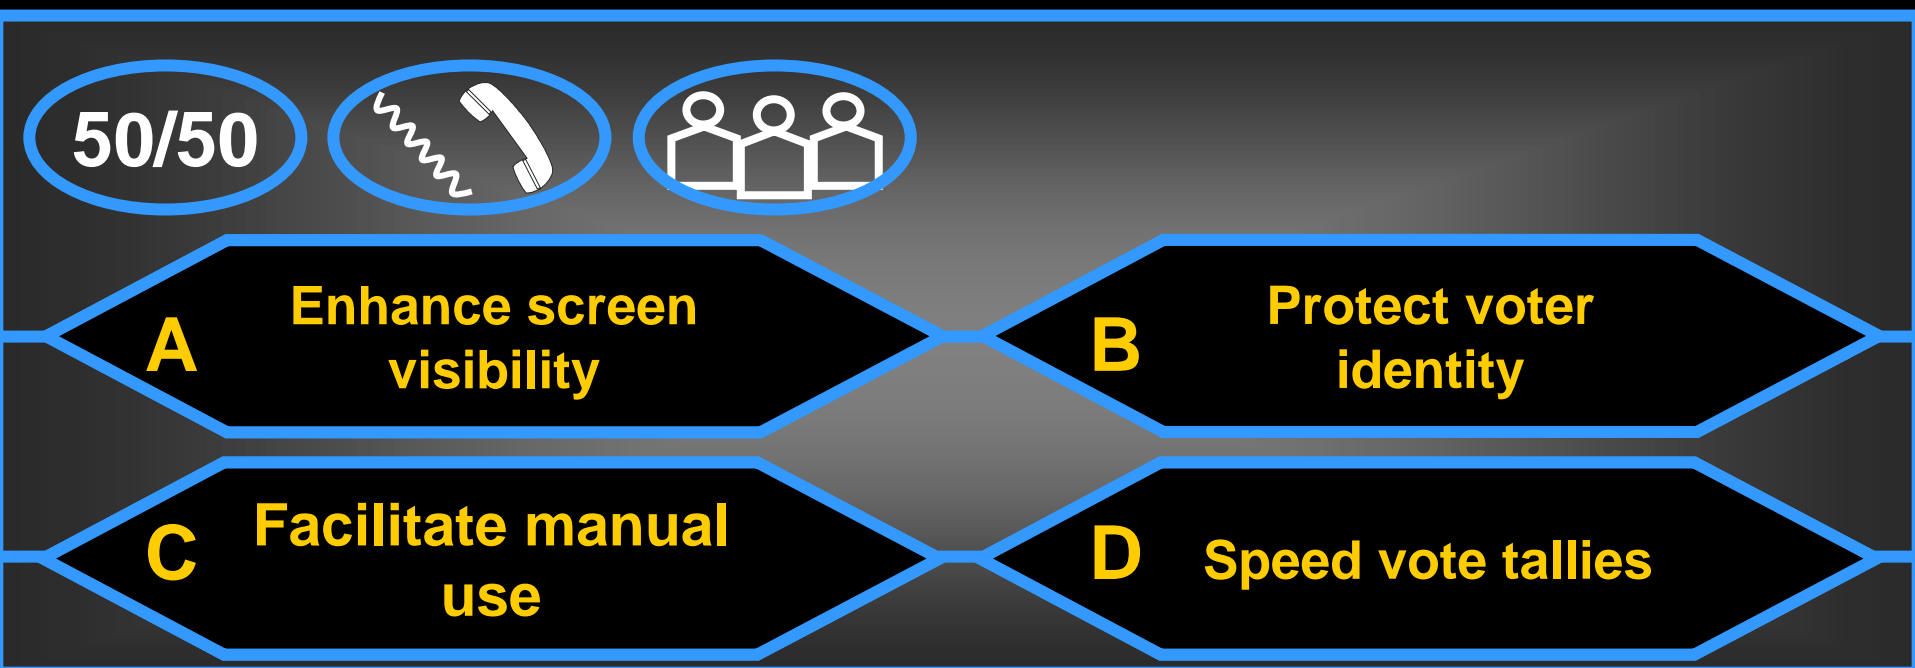 50/50
A
Enhance screen
visibility
B
Protect voter
identity
C
Facilitate manual
use
D
Speed vote tallies